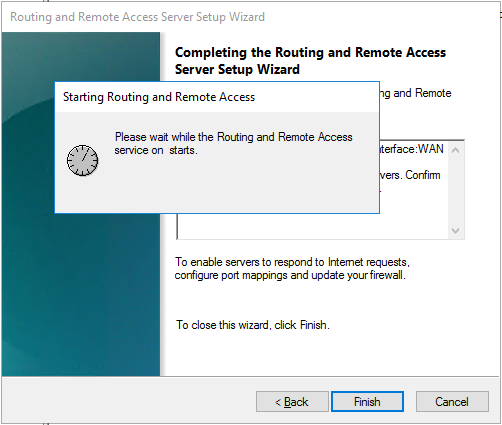 Routing and Remote Access Server Setup Wizard
Completing the Routing and Remote Access
Server Setup Wizard
ng and Remote
Starting Routing and Remote Access
Please wait while the Routing and Remote Access
service on  starts.
nterface:WAN
vers. Confirm
To enable servers to respond to Internet requests,
configure port mappings and update your firewall.
To close this wizard, click Finish.
< Back
Finish
Cancel